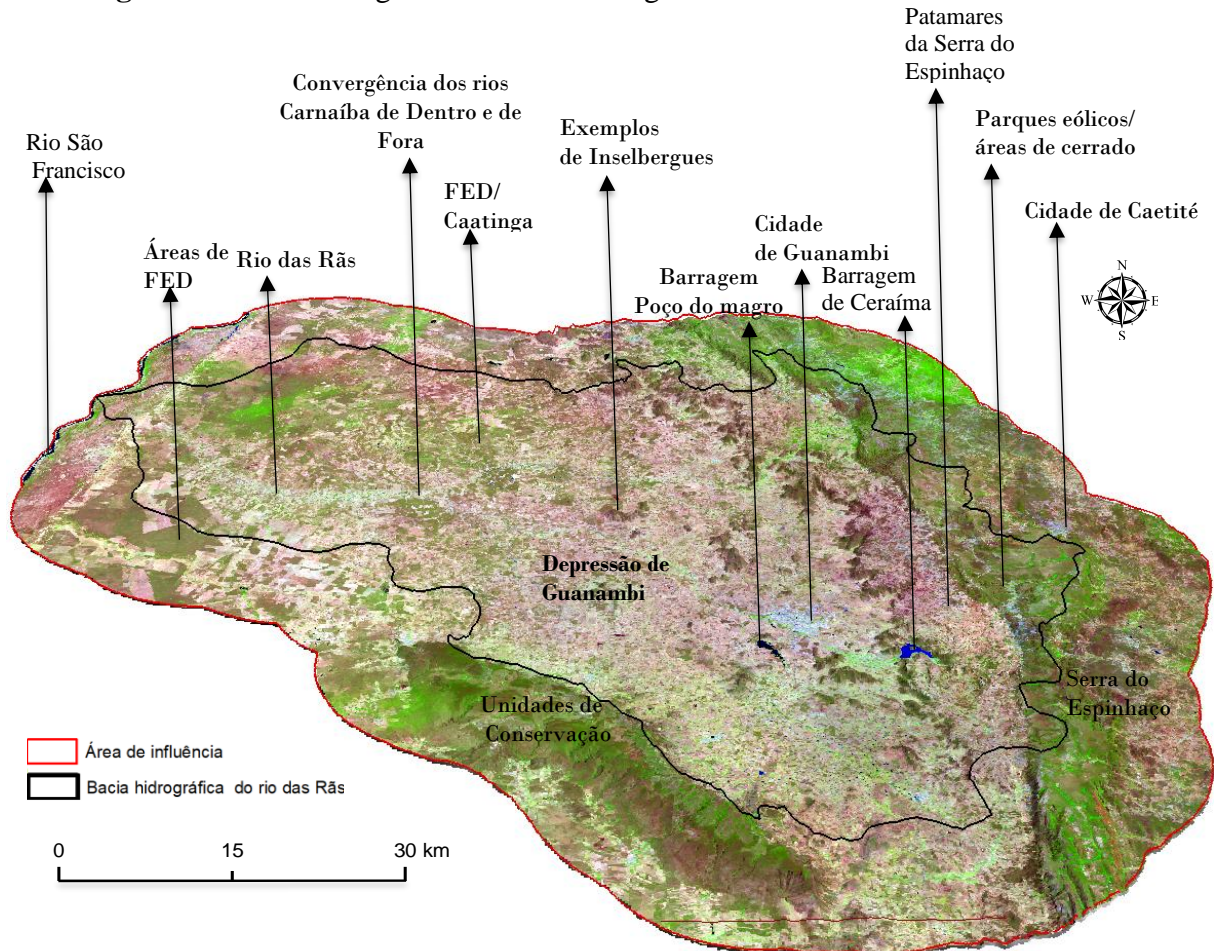 Patamares
da Serra do
Espinhaço
Convergência dos rios
Carnaíba de Dentro e de
Fora
Parques eólicos/
áreas de cerrado
Exemplos
de Inselbergues
Rio São
Francisco
FED/
Caatinga
Cidade de Caetité
Cidade
de Guanambi
Áreas de
FED
Rio das Rãs
Barragem
Poço do magro
Barragem
de Ceraíma
N
W
E
S
Depressão de
Guanambi
Unidades de
Conservação
Serra do
Espinhaço
Área de influência
Bacia hidrográfica do rio das Rãs
0 15 30 km